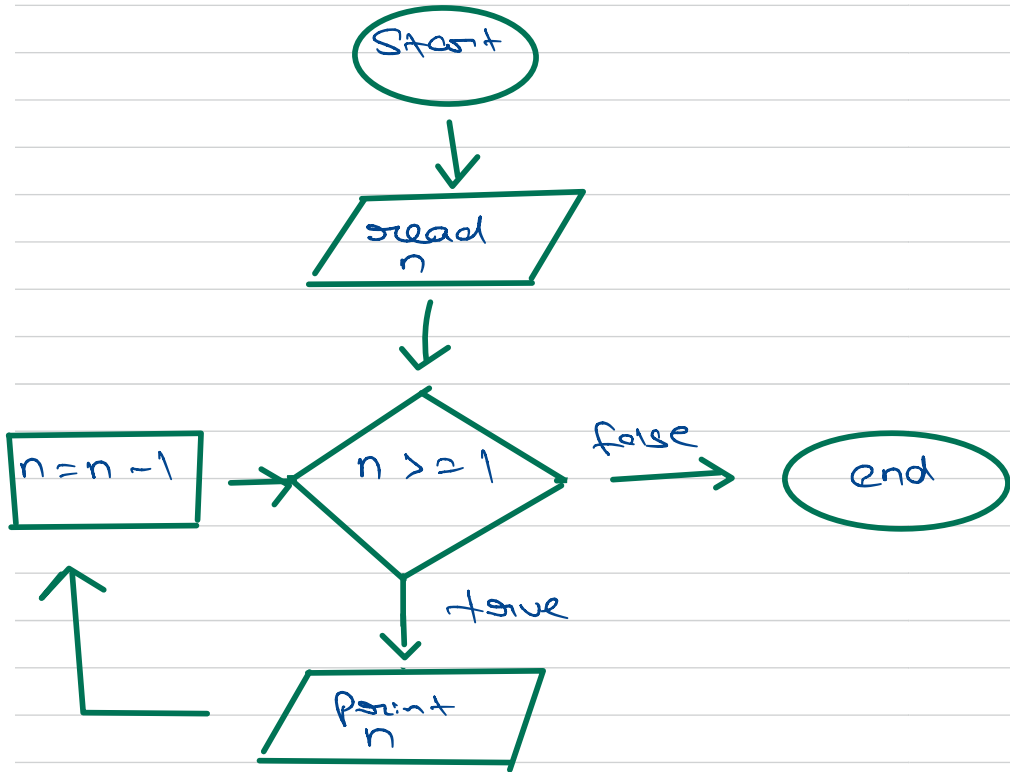 Start
read
n
n=n-1
n>=1
false
end
true
print
n